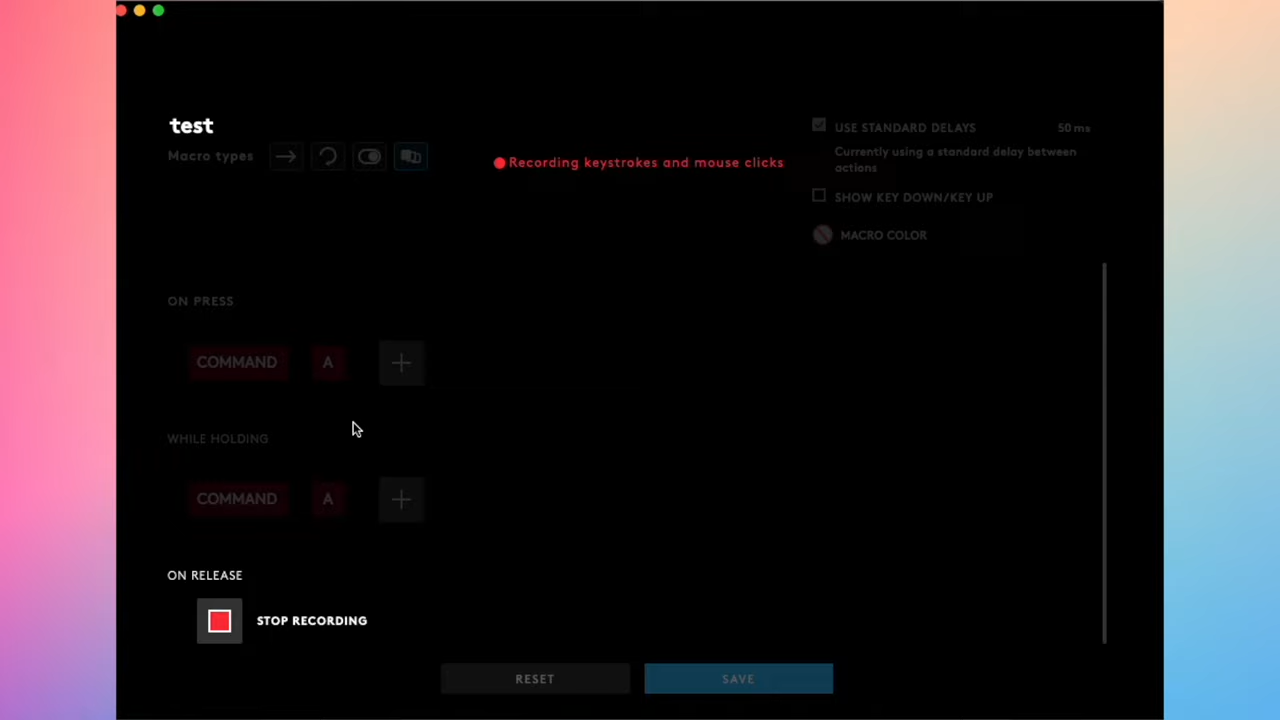 test
Macro types
Recording keystrokes and mouse clicks
USE STANDARD DELAYS 50 ms
Currently using a standard delay between
actions
SHOW KEY DOWN/KEY UP
MACRO COLOR
ON PRESS
COMMAND A
WHILE HOLDING
COMMAND A
ON RELEASE
STOP RECORDING
RESET SAVE